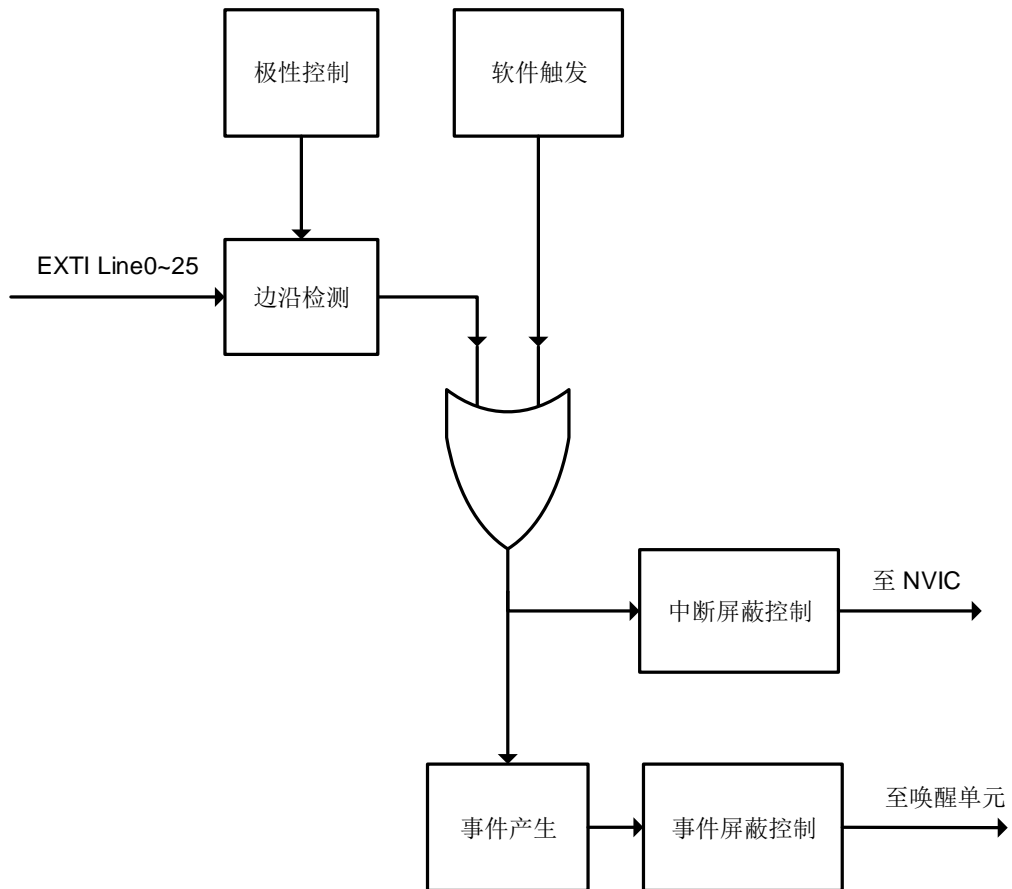 极性控制
软件触发
EXTI Line0~25
边沿检测
至 NVIC
中断屏蔽控制
至唤醒单元
事件产生
事件屏蔽控制